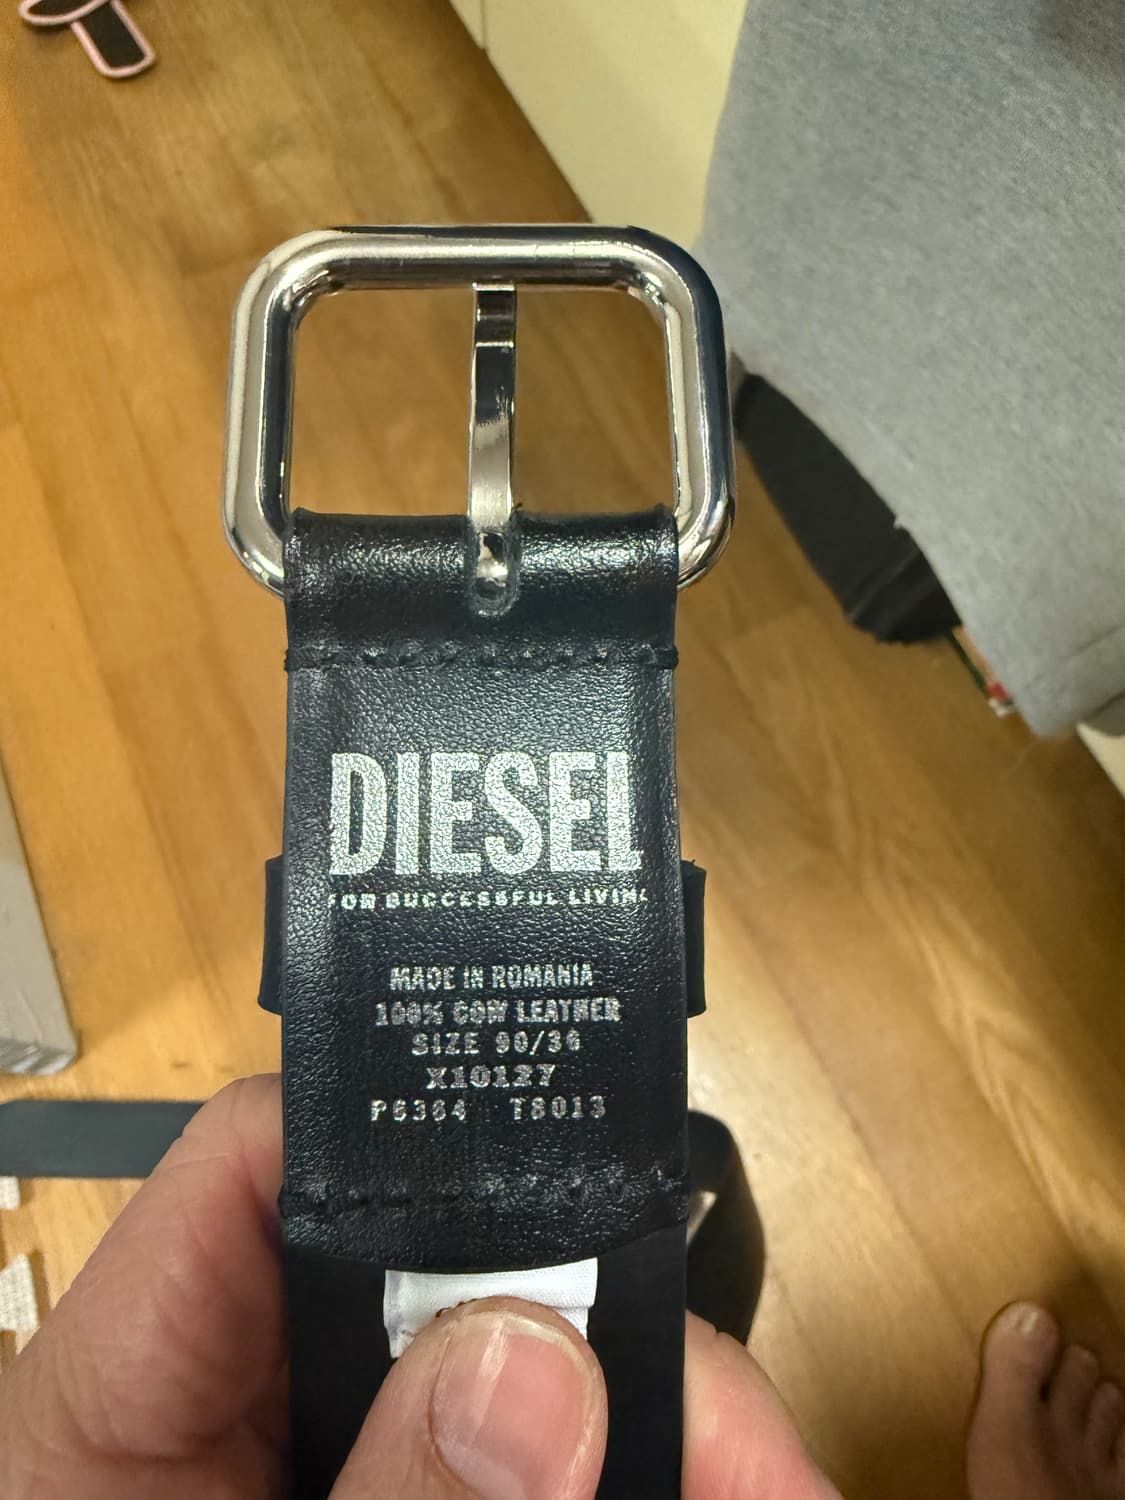 DIESEL
FOR SUCCESSFUL LIVING
MADE IN ROMANIA
100% COW LEATHER
SIZE 90/36
X10127
P6364 T8013